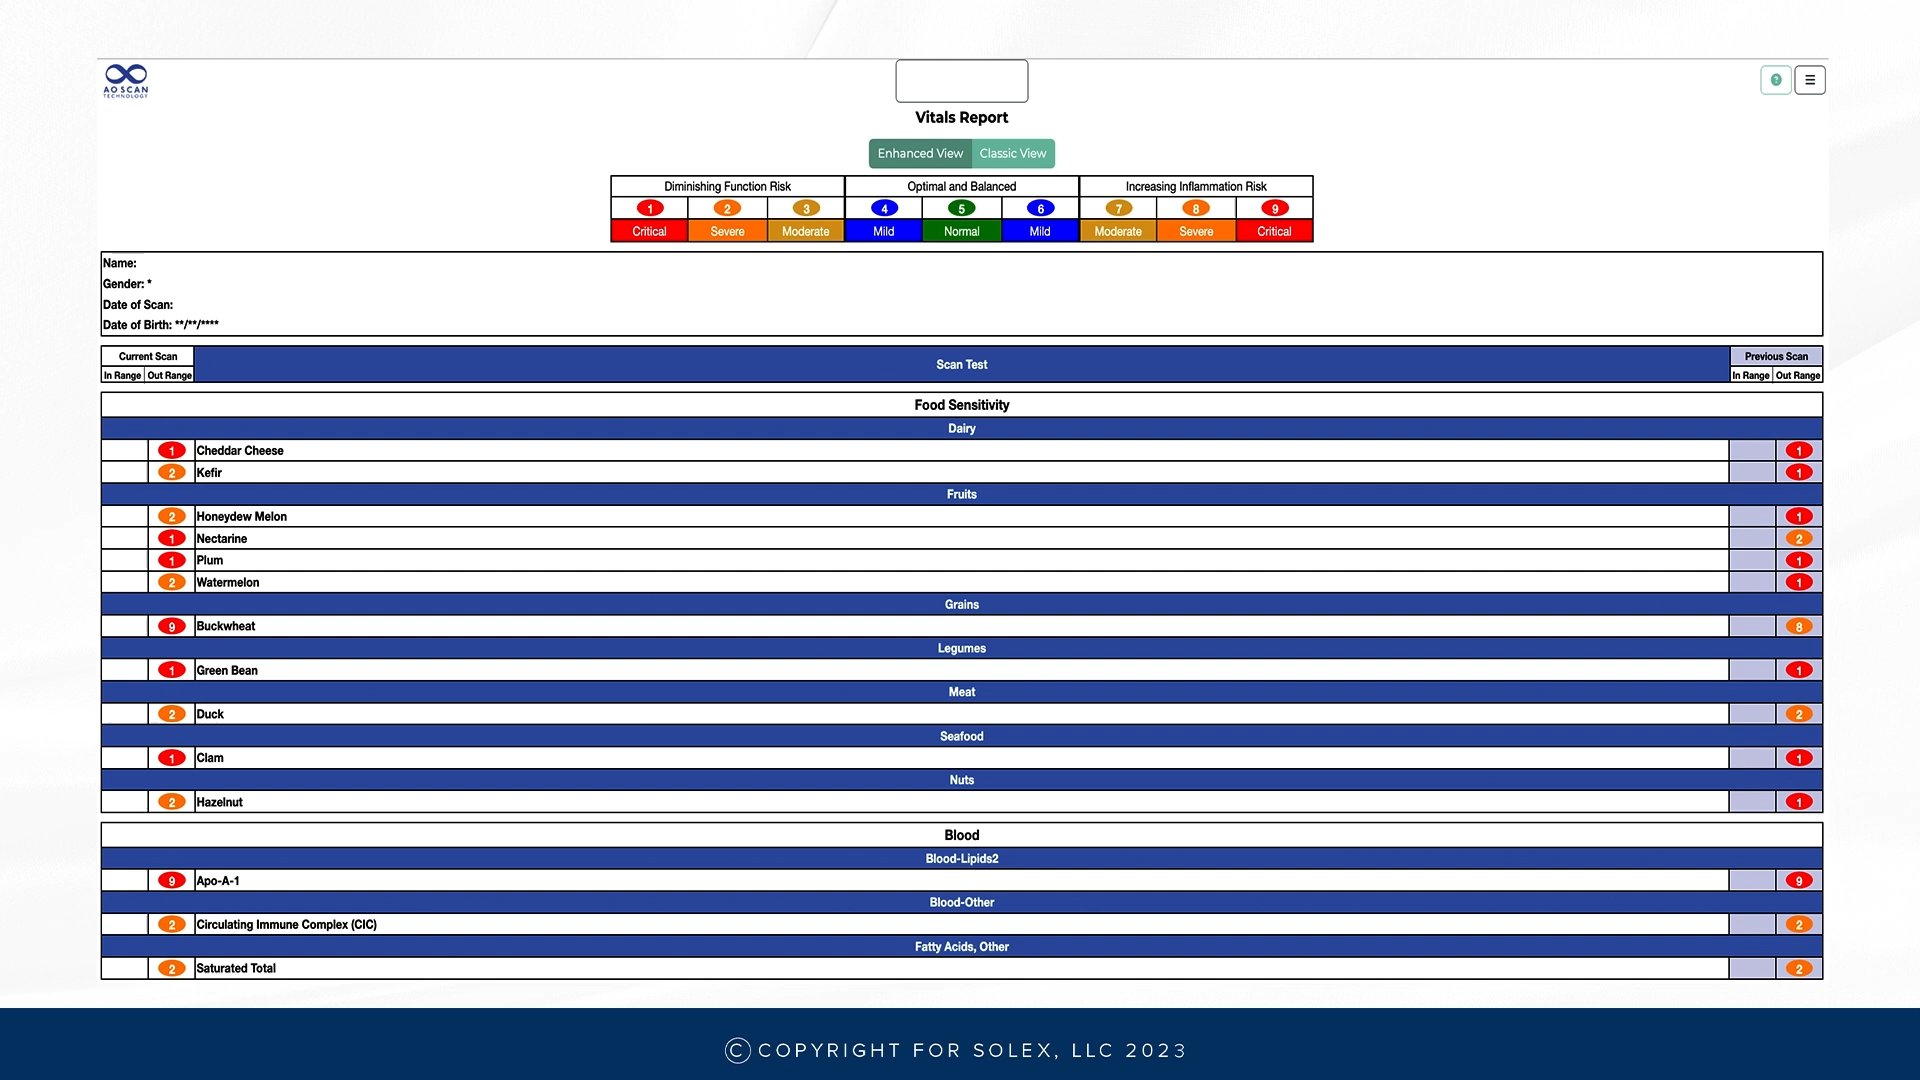 AO SCAN
TECHNOLOGY
?
Vitals Report
Enhanced View Classic View
Diminishing Function Risk Optimal and Balanced Increasing Inflammation Risk
1 2 3 4 5 6 7 8 9
Critical Severe Moderate Mild Normal Mild Moderate Severe Critical
Name:
Gender: *
Date of Scan:
Date of Birth: **/**/****
Current Scan Scan Test Previous Scan
In Range Out Range In Range Out Range
Food Sensitivity
Dairy
1 Cheddar Cheese 1
2 Kefir 1
Fruits
2 Honeydew Melon 1
1 Nectarine 2
1 Plum 1
2 Watermelon 1
Grains
9 Buckwheat 8
Legumes
1 Green Bean 1
Meat
2 Duck 2
Seafood
1 Clam 1
Nuts
2 Hazelnut 1
Blood
Blood-Lipids2
9 Apo-A-1 9
Blood-Other
2 Circulating Immune Complex (CIC) 2
Fatty Acids, Other
2 Saturated Total 2
© COPYRIGHT FOR SOLEX, LLC 2023